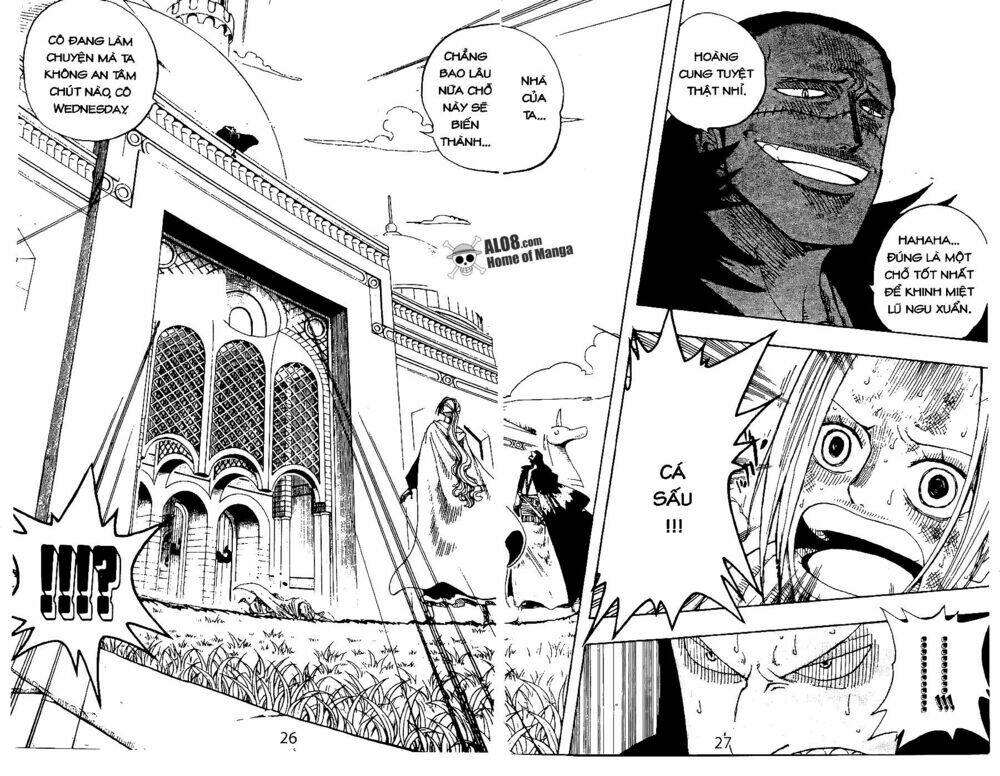 CÔ ĐANG LÀM
CHUYỆN MÀ TA
KHÔNG AN TÂM
CHÚT NÀO, CÔ
WEDNESDAY.
CHẲNG
BAO LÂU
NỮA CHỖ
NÀY SẼ
BIẾN
THÀNH...
NHÀ
CỦA
TA...
HOÀNG
CUNG TUYỆT
THẬT NHỈ.
HAHAHA...
ĐÚNG LÀ MỘT
CHỖ TỐT NHẤT
ĐỂ KHINH MIỆT
LŨ NGU XUẨN.
AL08.com
Home of Manga
CÁ
SẤU
!!!
!!!!?
!!!...
26
27